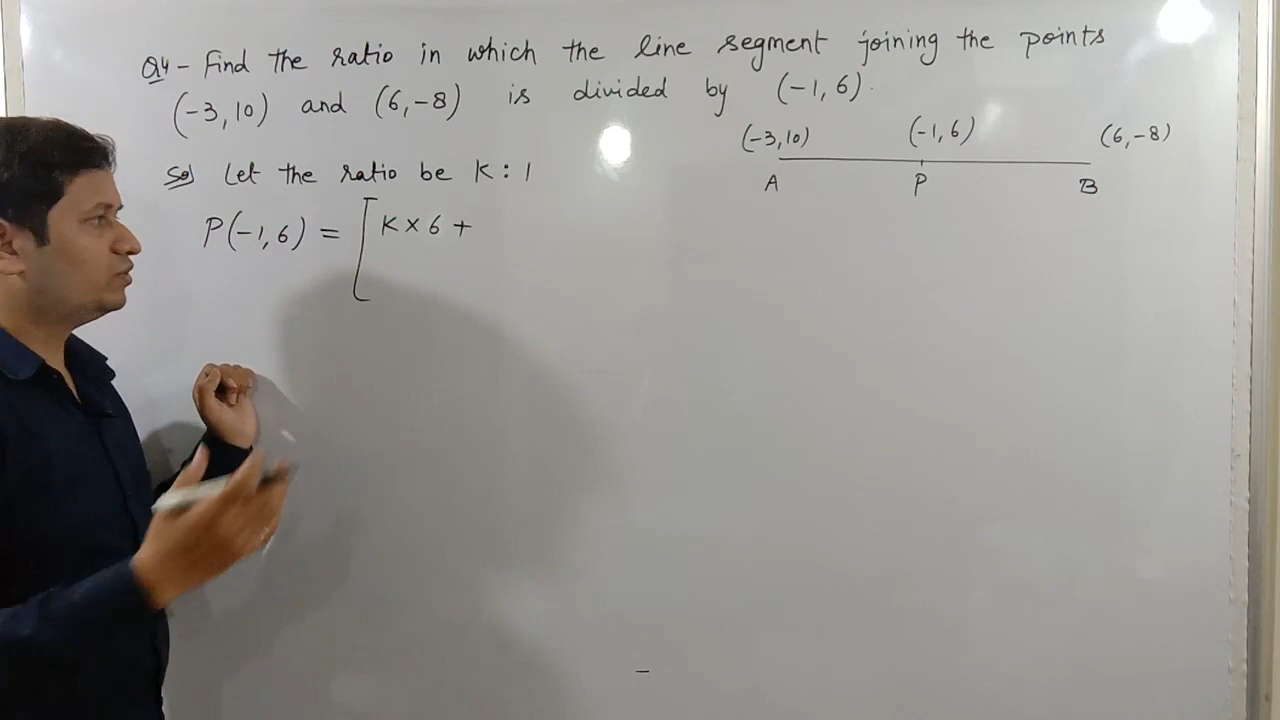 Q4 - Find the ratio in which the line segment joining the points
(-3, 10) and (6, -8) is divided by (-1, 6).
(-3, 10) (-1, 6) (6, -8)
A P B
Sol Let the ratio be K : 1
P(-1, 6) = [ K × 6 +